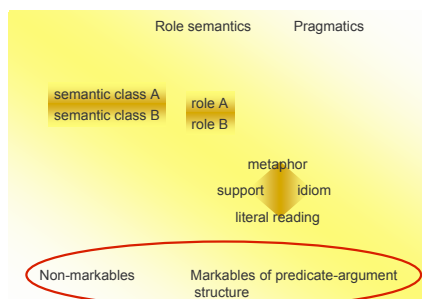 Role semantics Pragmatics
semantic class A
semantic class B
role A
role B
metaphor
support idiom
literal reading
Non-markables
Markables of predicate-argument
structure